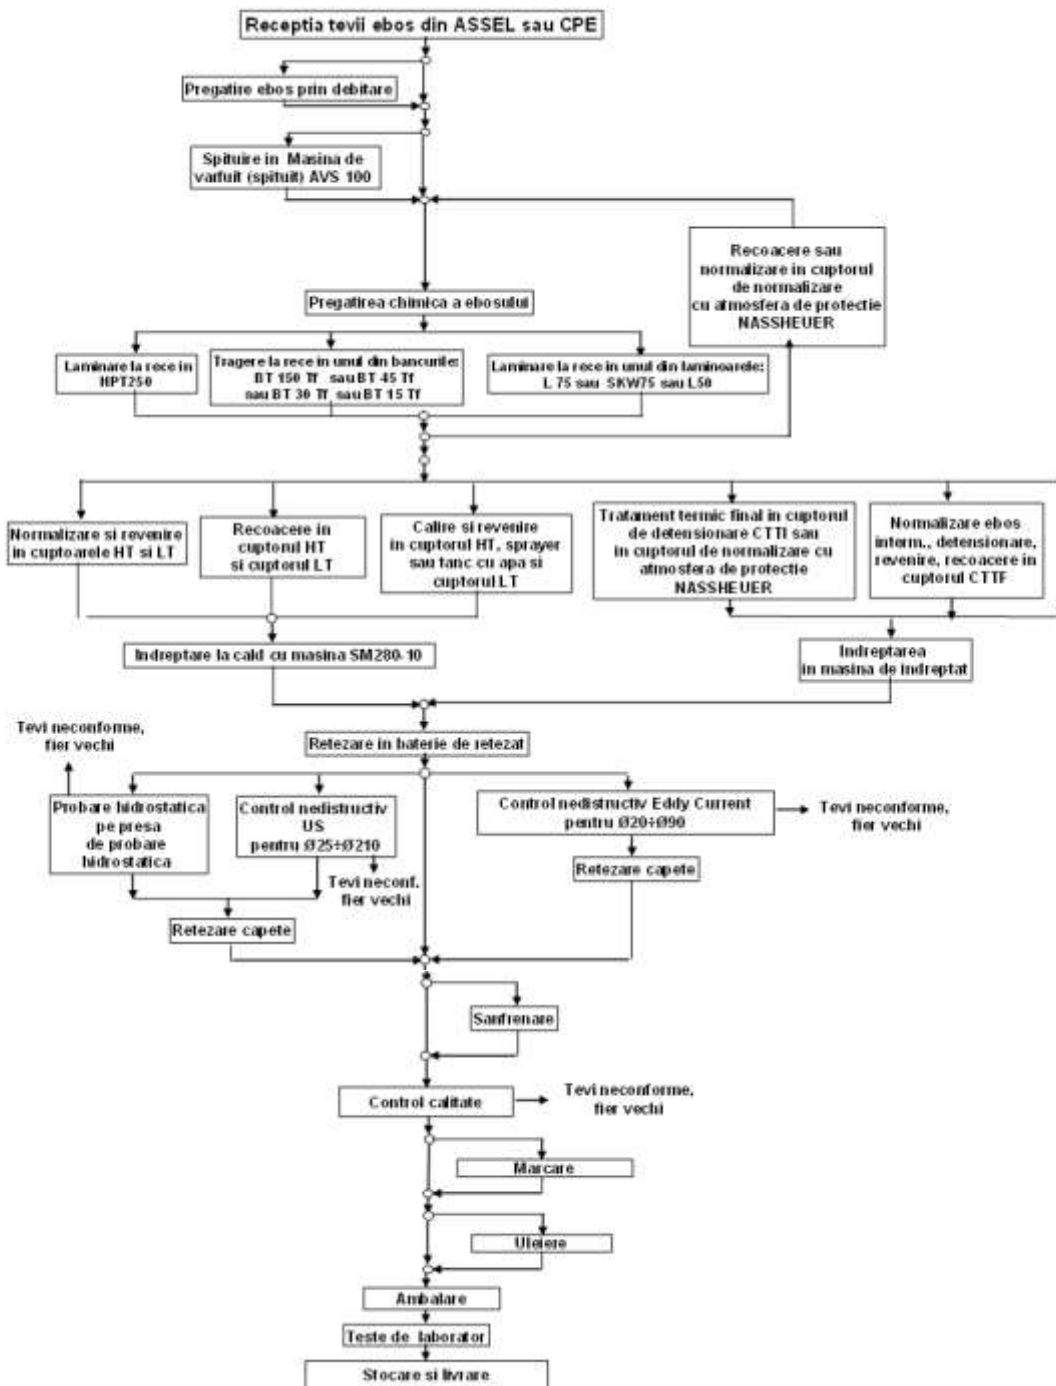 Receptia tevii ebos din ASSEL sau CPE
Pregatire ebos prin debitare
Spituire in Masina de
varfuit (spituit) AVS 100
Recoacere sau
normalizare in cuptorul
de normalizare
cu atmosfera de protectie
NASSHEUER
Pregatirea chimica a ebosului
Laminare la rece in
HPT250
Tragere la rece in unul din bancurile:
BT 150 Tf sau BT 45 Tf
sau BT 30 Tf sau BT 15 Tf
Laminare la rece in unul din laminoarele:
L 75 sau SKW75 sau L50
Normalizare si revenire
in cuptoarele HT si LT
Recoacere in
cuptorul HT
si cuptorul LT
Calire si revenire
in cuptorul HT, sprayer
sau tanc cu apa si
cuptorul LT
Tratament termic final in cuptorul
de detensionare CTTI sau
in cuptorul de normalizare cu
atmosfera de protectie
NASSHEUER
Normalizare ebos
interm., detensionare,
revenire, recoacere in
cuptorul CTTF
Indreptare la cald cu masina SM280-10
Indreptarea
in masina de indreptat
Tevi neconforme,
fier vechi
Retezare in baterie de retezat
Probare hidrostatica
pe presa
de probare
hidrostatica
Control nedistructiv
US
pentru Ø25÷Ø210
Control nedistructiv Eddy Current
pentru Ø20÷Ø90
Tevi neconforme,
fier vechi
Tevi neconf.
fier vechi
Retezare capete
Retezare capete
Sanfrenare
Control calitate
Tevi neconforme,
fier vechi
Marcare
Uleiere
Ambalare
Teste de laborator
Stocare si livrare